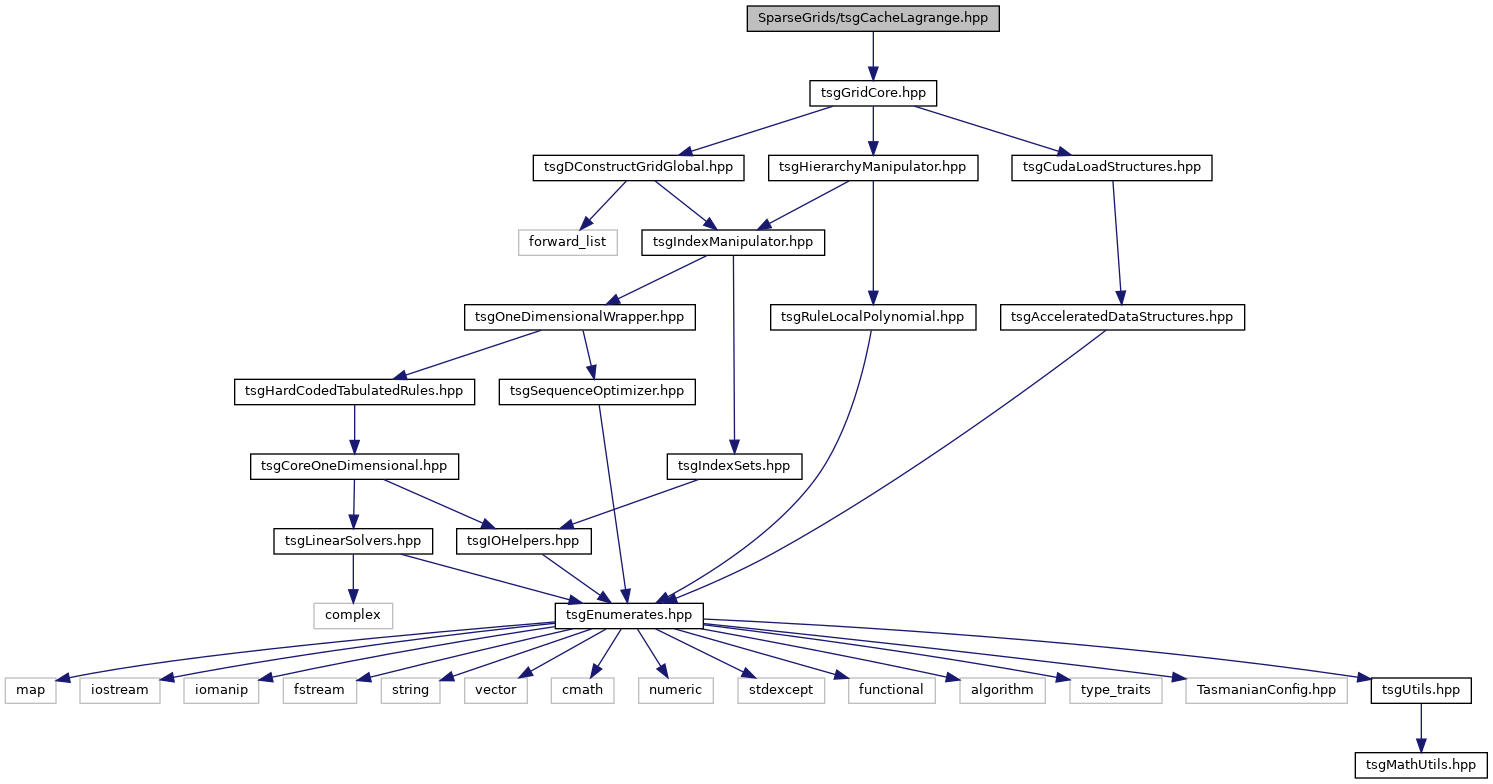 SparseGrids/tsgCacheLagrange.hpp
tsgGridCore.hpp
tsgDConstructGridGlobal.hpp
tsgHierarchyManipulator.hpp
tsgCudaLoadStructures.hpp
forward_list
tsgIndexManipulator.hpp
tsgOneDimensionalWrapper.hpp
tsgRuleLocalPolynomial.hpp
tsgAcceleratedDataStructures.hpp
tsgHardCodedTabulatedRules.hpp
tsgSequenceOptimizer.hpp
tsgCoreOneDimensional.hpp
tsgIndexSets.hpp
tsgLinearSolvers.hpp
tsgIOHelpers.hpp
complex
tsgEnumerates.hpp
map
iostream
iomanip
fstream
string
vector
cmath
numeric
stdexcept
functional
algorithm
type_traits
TasmanianConfig.hpp
tsgUtils.hpp
tsgMathUtils.hpp